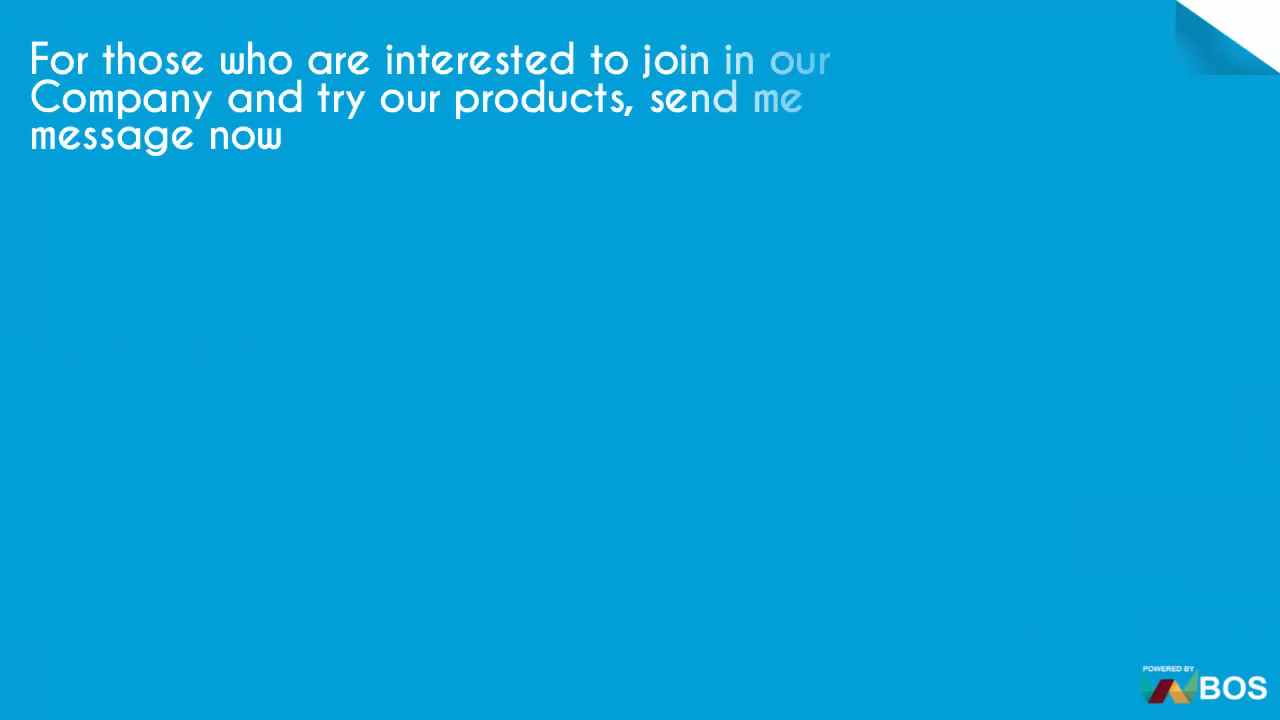 For those who are interested to join in our
Company and try our products, send me
message now
POWERED BY
BOS